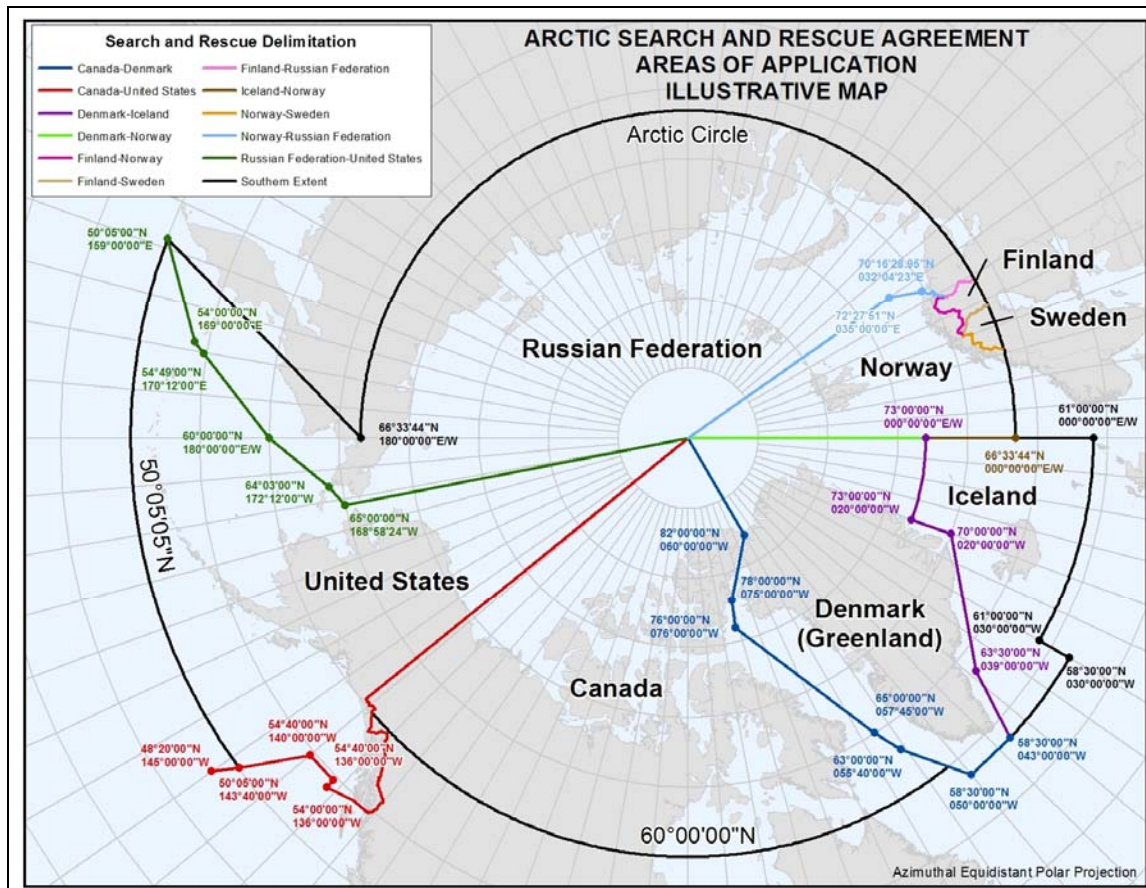 ARCTIC SEARCH AND RESCUE AGREEMENT
AREAS OF APPLICATION
ILLUSTRATIVE MAP
Search and Rescue Delimitation
Canada-Denmark
Canada-United States
Denmark-Iceland
Denmark-Norway
Finland-Norway
Finland-Sweden
Finland-Russian Federation
Iceland-Norway
Norway-Sweden
Norway-Russian Federation
Russian Federation-United States
Southern Extent
Arctic Circle
50°05'00"N
159°00'00"E
54°00'00"N
169°00'00"E
54°49'00"N
170°12'00"E
60°00'00"N
180°00'00"E/W
64°03'00"N
172°12'00"W
65°00'00"N
168°58'24"W
66°33'44"N
180°00'00"E/W
50°05'05"N
Russian Federation
70°16'28.95"N
032°04'23"E
72°27'51"N
035°00'00"E
Finland
Sweden
Norway
73°00'00"N
000°00'00"E/W
61°00'00"N
000°00'00"E/W
66°33'44"N
000°00'00"E/W
Iceland
73°00'00"N
020°00'00"W
70°00'00"N
020°00'00"W
82°00'00"N
060°00'00"W
78°00'00"N
075°00'00"W
76°00'00"N
076°00'00"W
United States
Denmark
(Greenland)
61°00'00"N
030°00'00"W
63°30'00"N
039°00'00"W
58°30'00"N
030°00'00"W
Canada
65°00'00"N
057°45'00"W
63°00'00"N
055°40'00"W
58°30'00"N
043°00'00"W
58°30'00"N
050°00'00"W
54°40'00"N
140°00'00"W
54°40'00"N
136°00'00"W
48°20'00"N
145°00'00"W
50°05'00"N
143°40'00"W
54°00'00"N
136°00'00"W
60°00'00"N
Azimuthal Equidistant Polar Projection